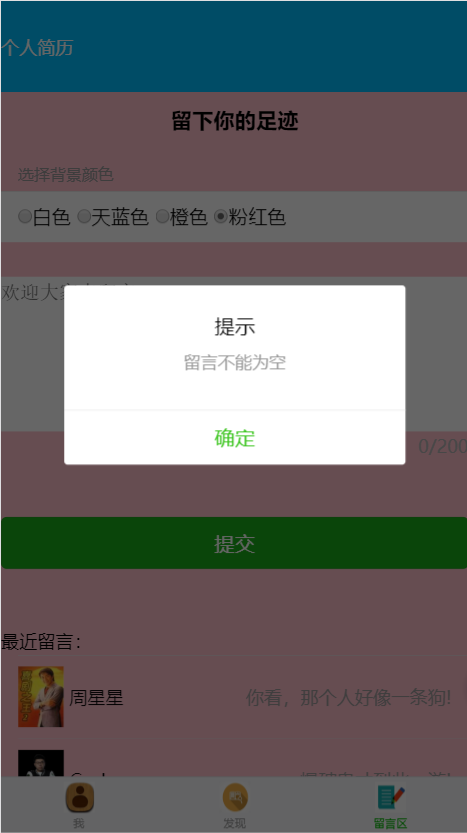 个人简历
留下你的足迹
选择背景颜色
白色 天蓝色 橙色 粉红色
欢迎大家
提示
留言不能为空
确定
0/200
提交
最近留言：
周星星 你看，那个人好像一条狗!
我 发现 留言区